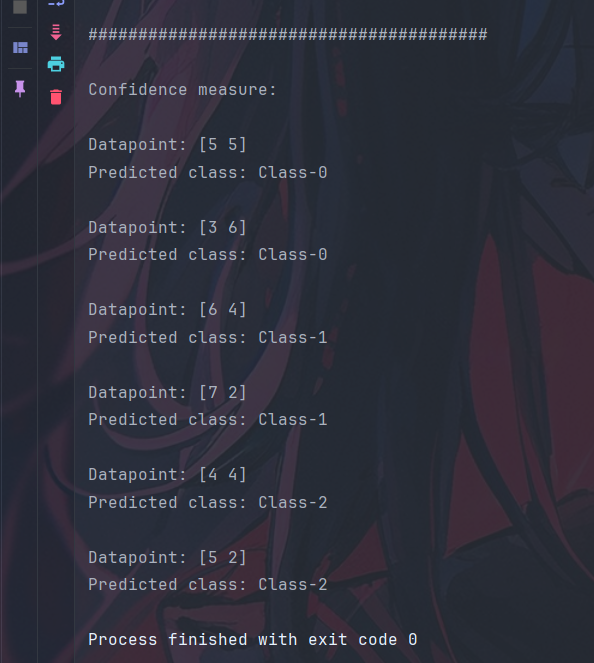 ########################################
Confidence measure:
Datapoint: [5 5]
Predicted class: Class-0
Datapoint: [3 6]
Predicted class: Class-0
Datapoint: [6 4]
Predicted class: Class-1
Datapoint: [7 2]
Predicted class: Class-1
Datapoint: [4 4]
Predicted class: Class-2
Datapoint: [5 2]
Predicted class: Class-2
Process finished with exit code 0